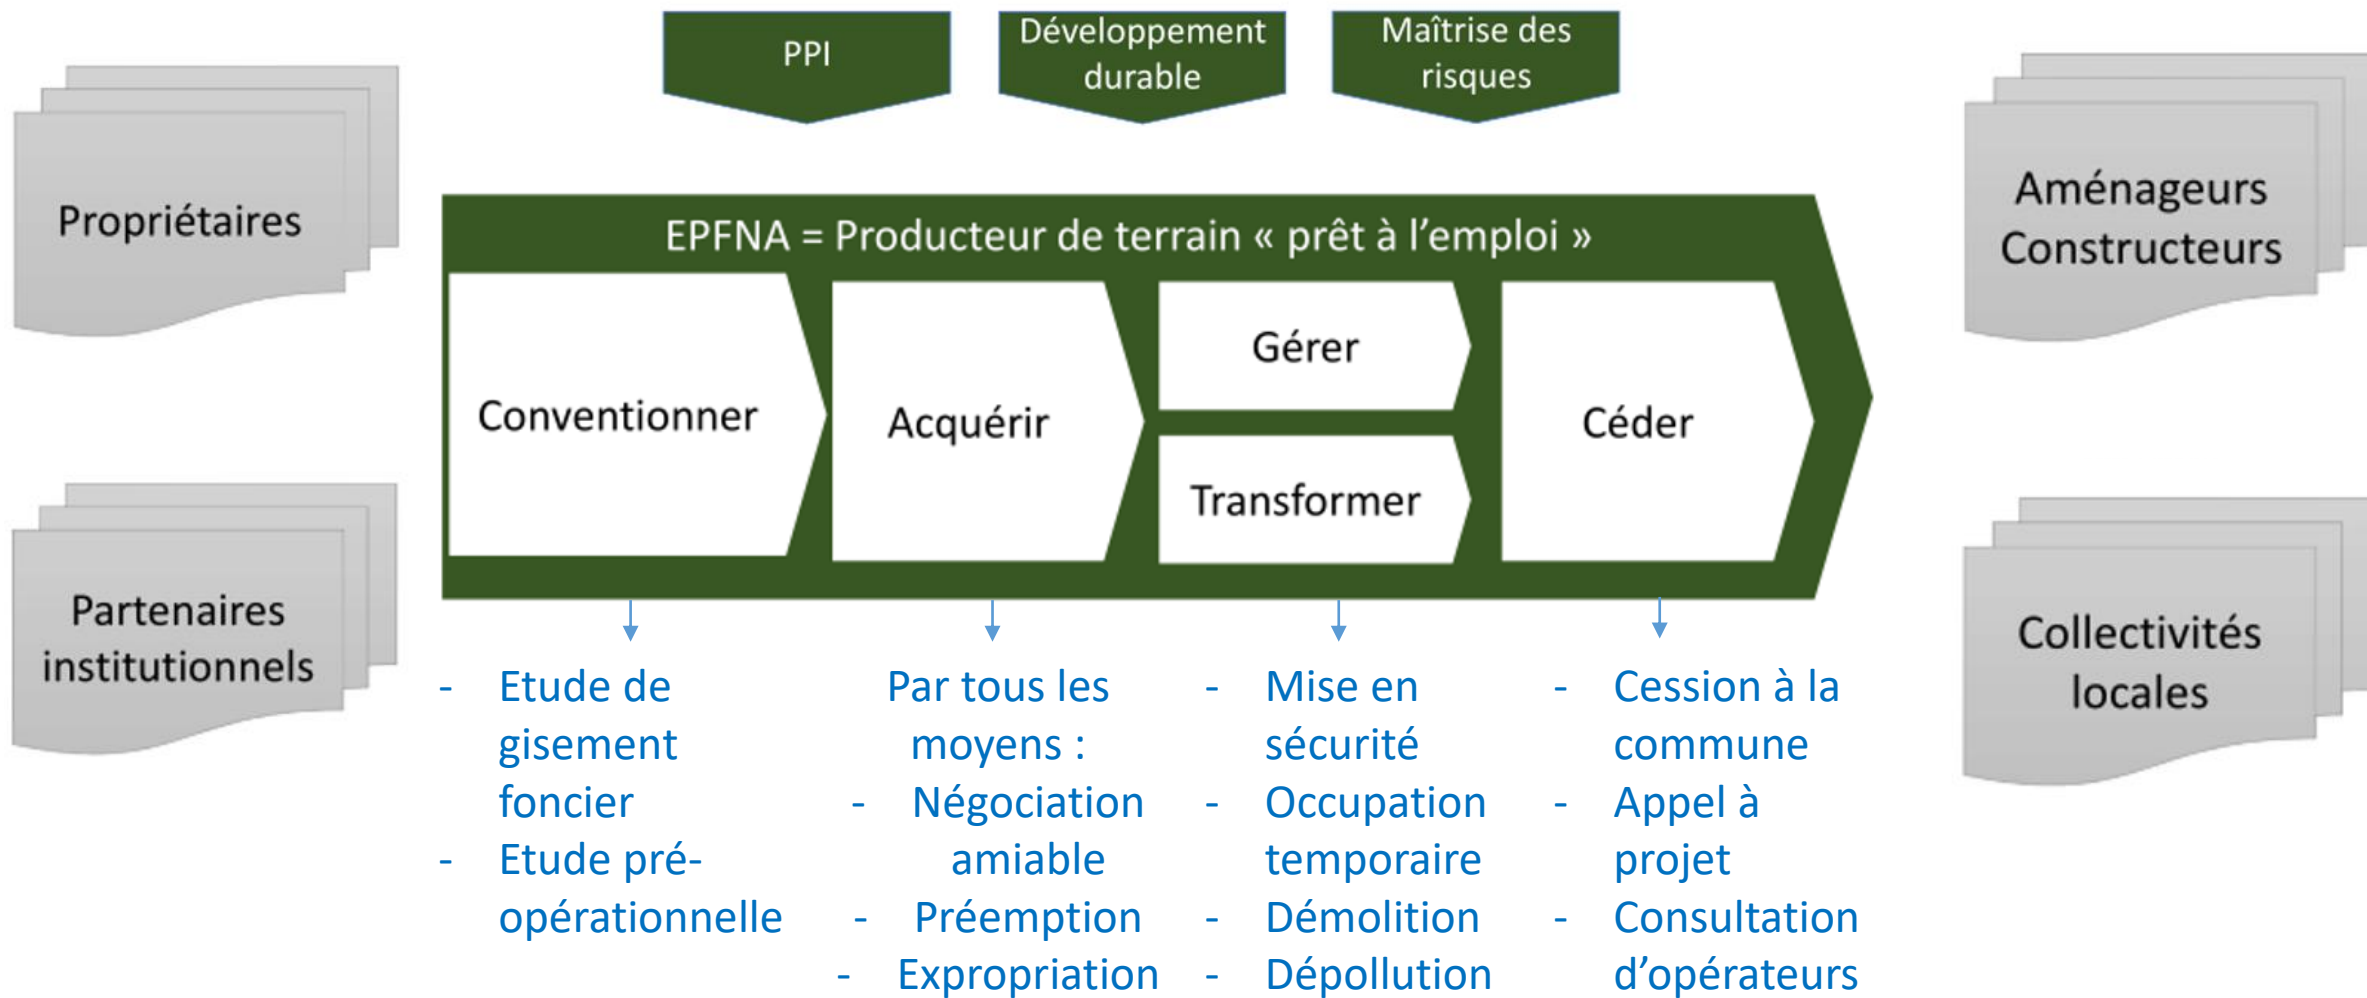 PPI
Développement
durable
Maîtrise des
risques
Propriétaires
Partenaires
institutionnels
EPFNA = Producteur de terrain « prêt à l’emploi »
Conventionner
Acquérir
Gérer
Transformer
Céder
Aménageurs
Constructeurs
Collectivités
locales
- Etude de
gisement
foncier
- Etude pré-
opérationnelle
Par tous les
moyens :
- Négociation
amiable
- Préemption
- Expropriation
- Mise en
sécurité
- Occupation
temporaire
- Démolition
- Dépollution
- Cession à la
commune
- Appel à
projet
- Consultation
d’opérateurs